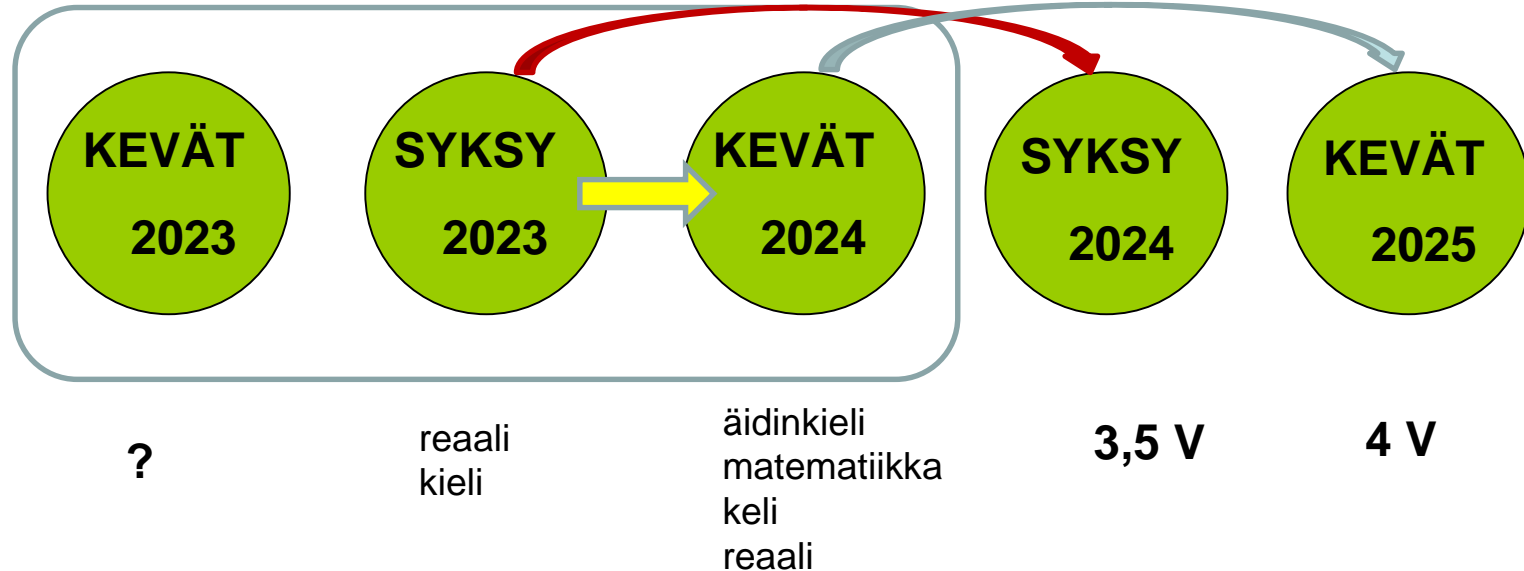 KEVÄT
2023
SYKSY
2023
KEVÄT
2024
SYKSY
2024
KEVÄT
2025
?
reaali
kieli
äidinkieli
matematiikka
keli
reaali
3,5 V
4 V